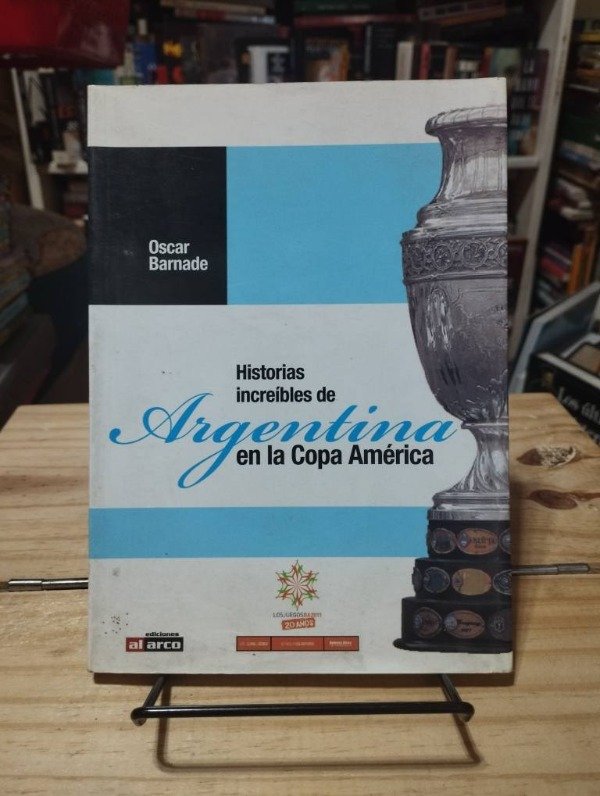 Oscar
Barnade
Historias
increíbles de
Argentina
en la Copa América
20 AÑOS
ediciones
al arco